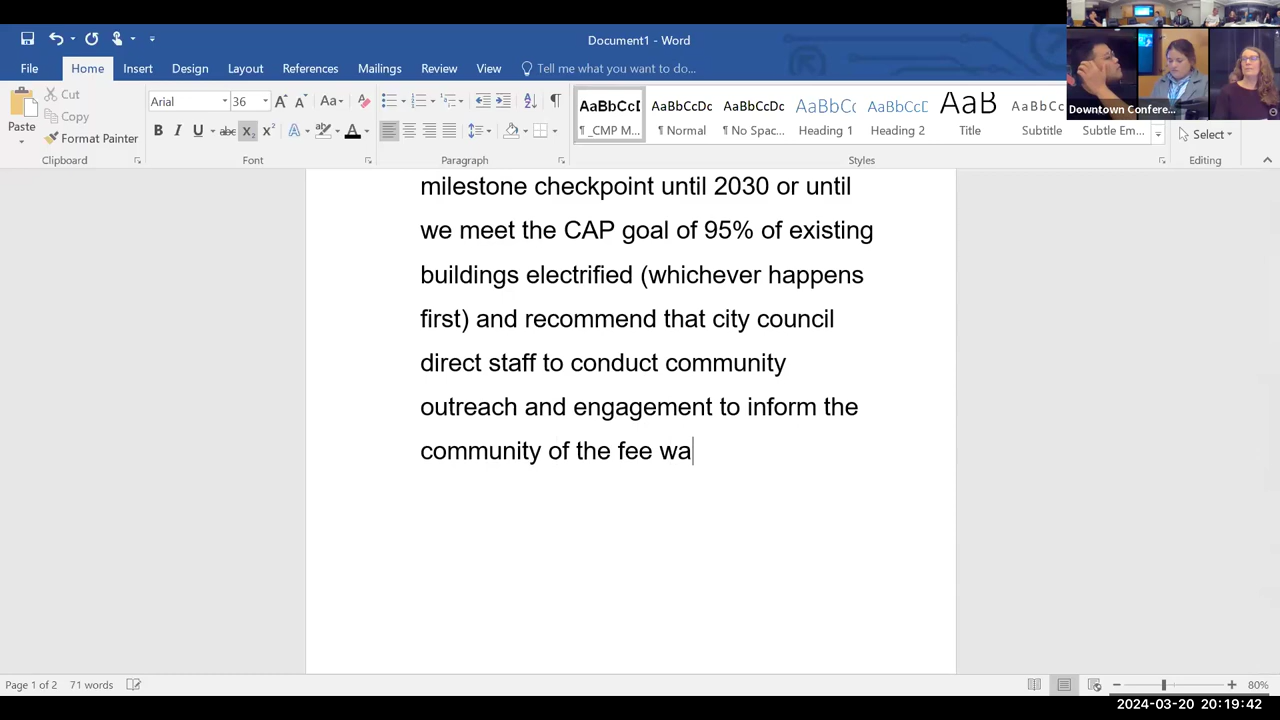 Document1 - Word
File Home Insert Design Layout References Mailings Review View Tell me what you want to do...
Paste
Cut
Copy
Format Painter
Clipboard
Arial 36
Font
Paragraph
AaBbCcI AaBbCcDc AaBbCcDc AaBbCc AaBbCcDc AaB AaBbCc
¶ _CMP M... ¶ Normal ¶ No Spac... Heading 1 Heading 2 Title Subtitle Subtle Em...
Styles
Select
Editing
Downtown Confere...
milestone checkpoint until 2030 or until
we meet the CAP goal of 95% of existing
buildings electrified (whichever happens
first) and recommend that city council
direct staff to conduct community
outreach and engagement to inform the
community of the fee wa
Page 1 of 2 71 words
80%
2024-03-20 20:19:42